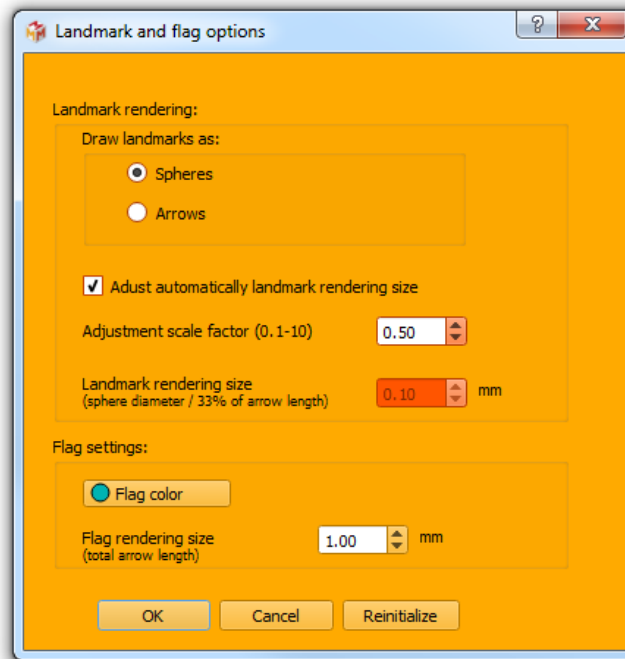 Landmark and flag options
Landmark rendering:
Draw landmarks as:
Spheres
Arrows
Adust automatically landmark rendering size
Adjustment scale factor (0.1-10) 0.50
Landmark rendering size 0.10 mm
(sphere diameter / 33% of arrow length)
Flag settings:
Flag color
Flag rendering size 1.00 mm
(total arrow length)
OK Cancel Reinitialize